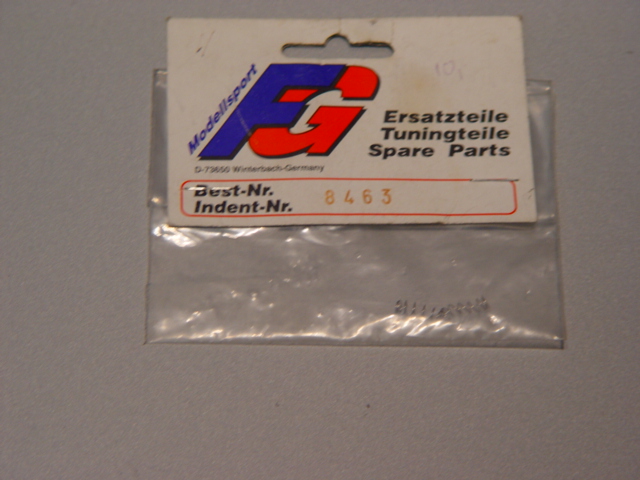 Modellsport
FG
Ersatzteile
Tuningteile
Spare Parts
D-73650 Winterbach-Germany
Best-Nr.
Indent-Nr. 8463